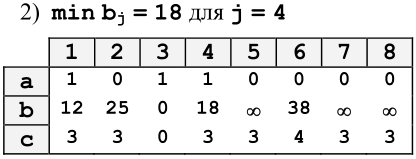 2) min bj = 18 для j = 4
1 2 3 4 5 6 7 8
a 1 0 1 1 0 0 0 0
b 12 25 0 18 ∞ 38 ∞ ∞
c 3 3 0 3 3 4 3 3